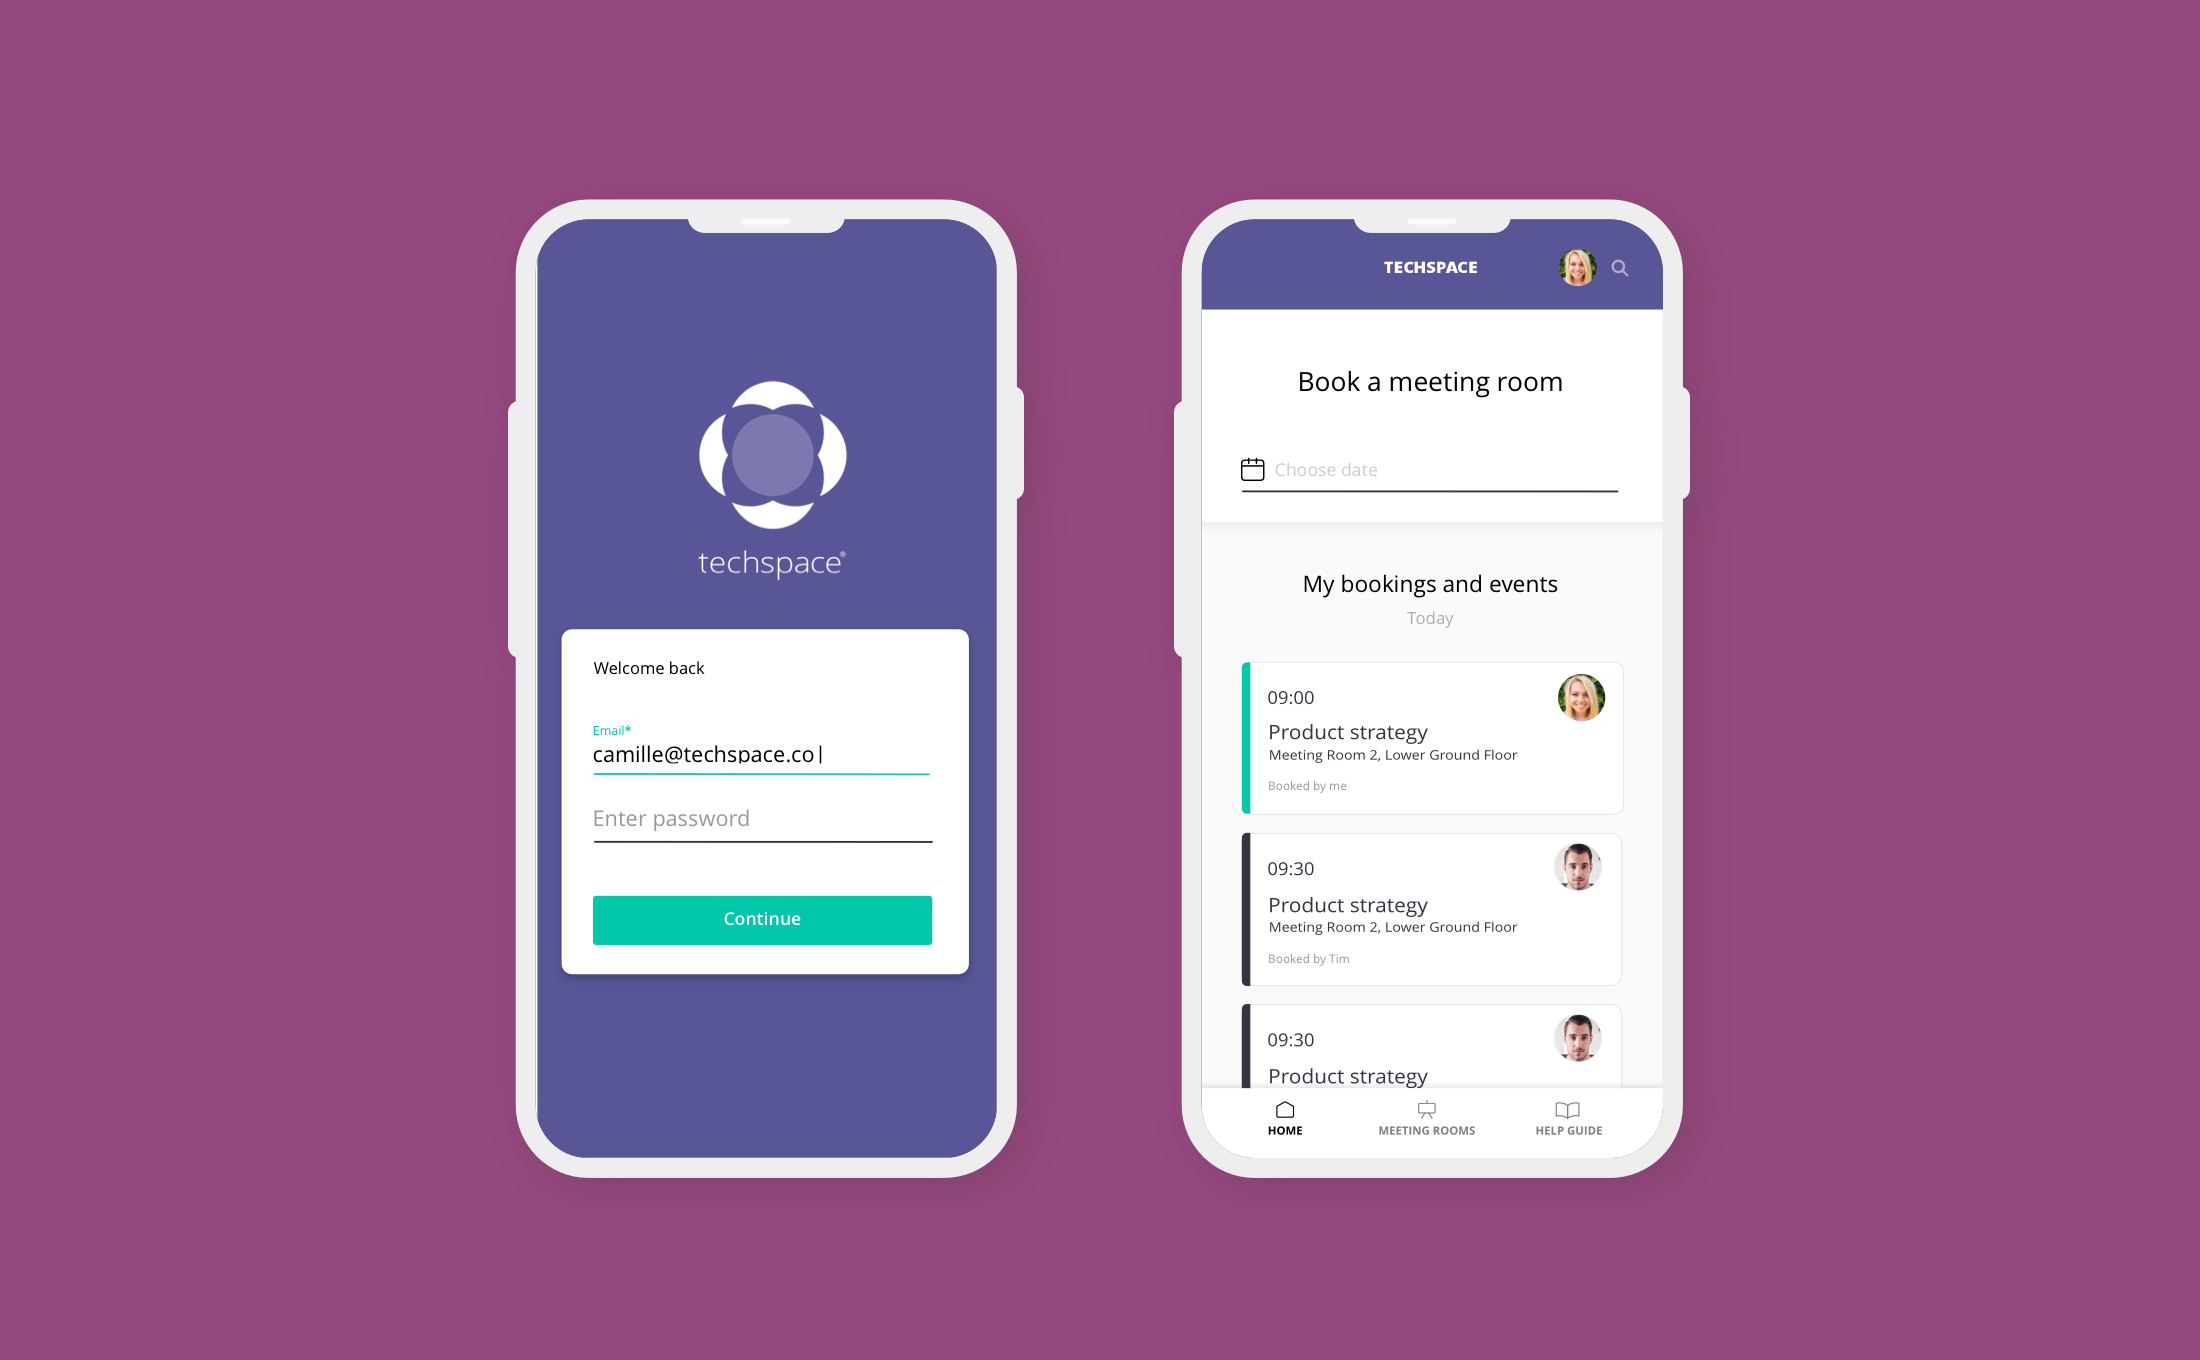 techspace®
Welcome back
Email*
camille@techspace.co
Enter password
Continue
TECHSPACE
Book a meeting room
Choose date
My bookings and events
Today
09:00
Product strategy
Meeting Room 2, Lower Ground Floor
Booked by me
09:30
Product strategy
Meeting Room 2, Lower Ground Floor
Booked by Tim
09:30
Product strategy
HOME
MEETING ROOMS
HELP GUIDE